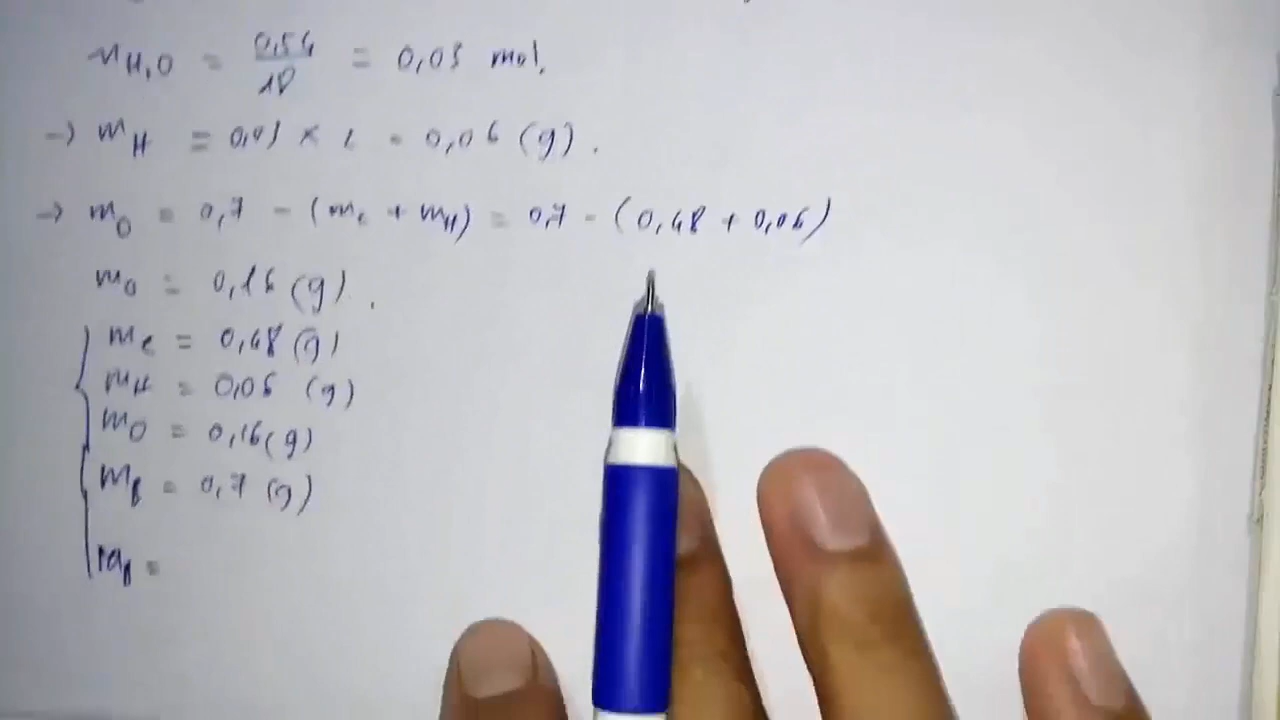 nH₂O = 0,54/18 = 0,03 mol.
→ mH = 0,03 × 2 = 0,06 (g).
→ mO = 0,7 - (mC + mH) = 0,7 - (0,48 + 0,06)
mO = 0,16 (g).
mC = 0,48 (g)
mH = 0,06 (g)
mO = 0,16 (g)
mB = 0,7 (g)
=